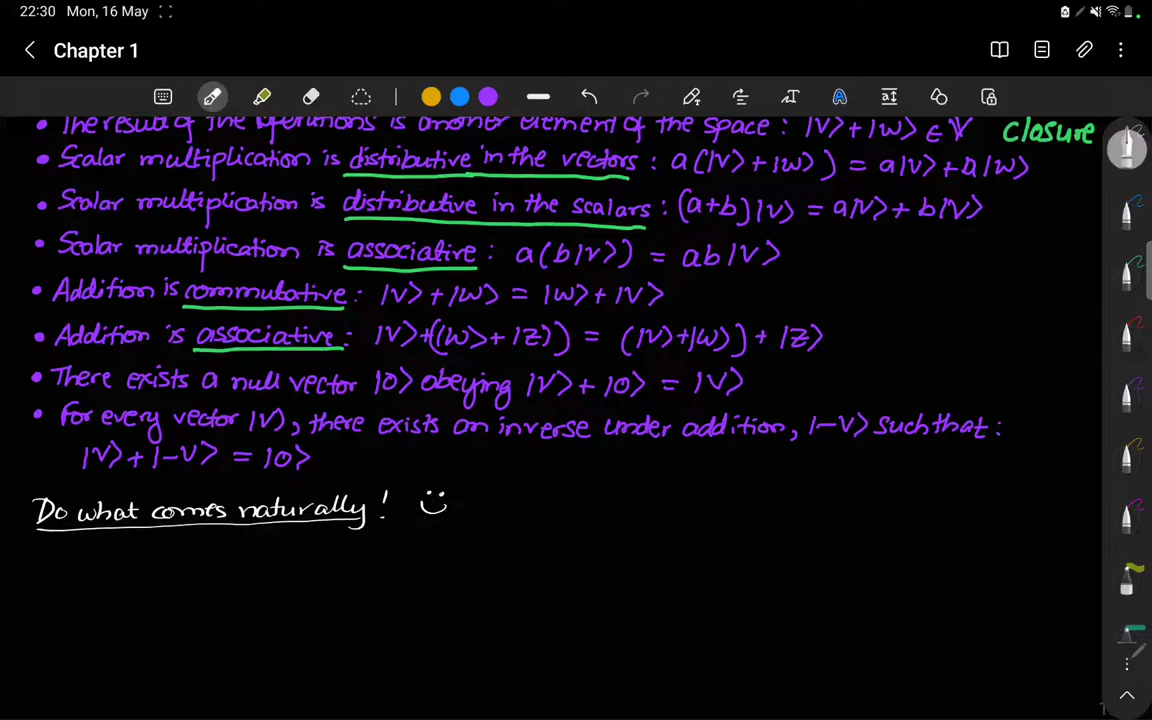 22:30 Mon, 16 May
Chapter 1
• The result of the operations is another element of the space : |V> + |W> ∈ 𝕍 closure
• Scalar multiplication is distributive in the vectors : a(|V> + |W>) = a|V> + a|W>
• Scalar multiplication is distributive in the scalars : (a+b)|V> = a|V> + b|V>
• Scalar multiplication is associative : a(b|V>) = ab|V>
• Addition is commutative : |V> + |W> = |W> + |V>
• Addition is associative : |V> + (|W> + |Z>) = (|V> + |W>) + |Z>
• There exists a null vector |0> obeying |V> + |0> = |V>
• For every vector |V>, there exists an inverse under addition, |-V> such that :
|V> + |-V> = |0>
Do what comes naturally !